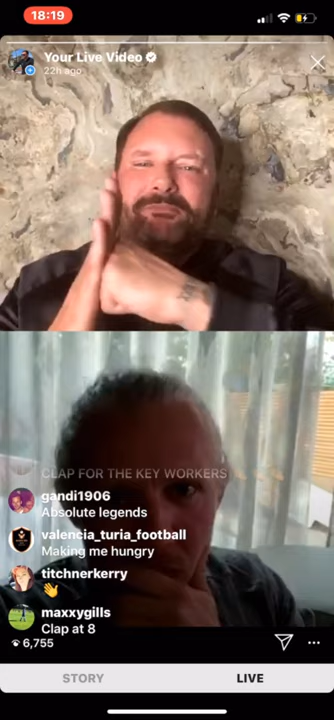 18:19
Your Live Video
22h ago
CLAP FOR THE KEY WORKERS
gandi1906
Absolute legends
valencia_turia_football
Making me hungry
titchnerkerry
👋
maxxygills
Clap at 8
6,755
STORY
LIVE